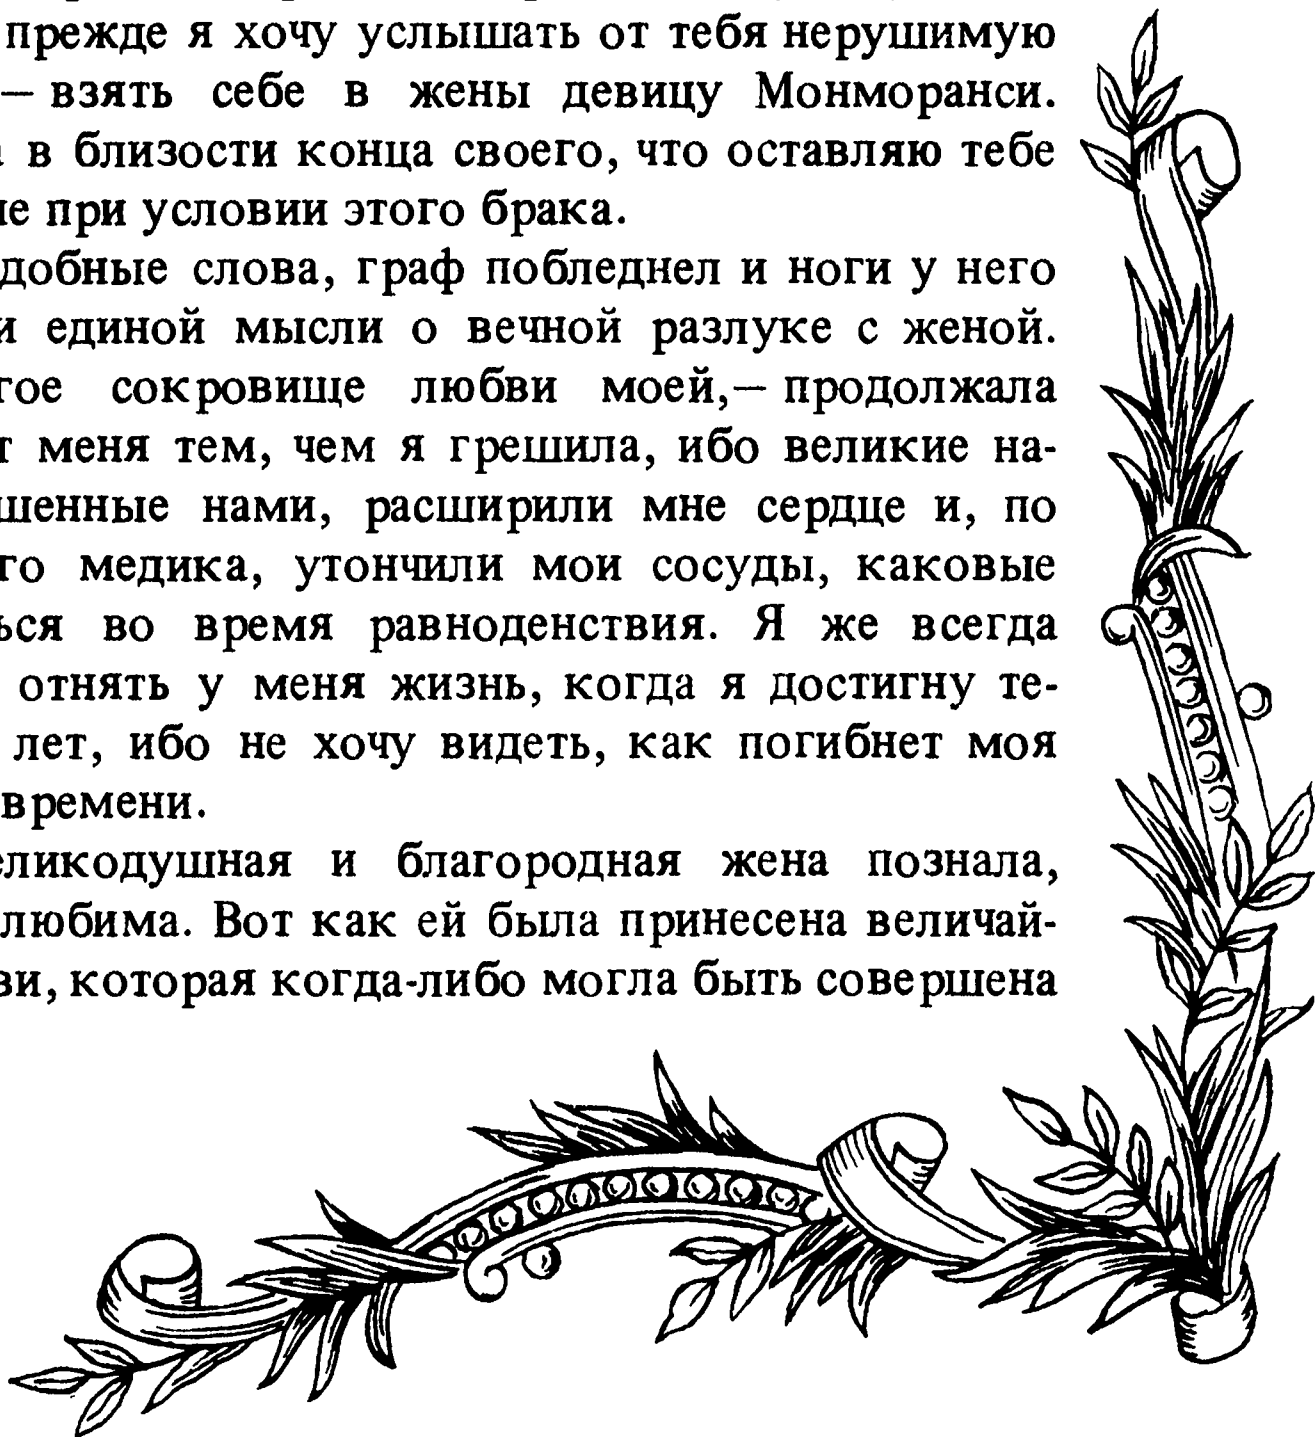 прежде я хочу услышать от тебя нерушимую
— взять себе в жены девицу Монморанси.
в близости конца своего, что оставляю тебе
при условии этого брака.
добные слова, граф побледнел и ноги у него
и единой мысли о вечной разлуке с женой.
гое сокровище любви моей,— продолжала
т меня тем, чем я грешила, ибо великие на-
шенные нами, расширили мне сердце и, по
го медика, утончили мои сосуды, каковые
ься во время равноденствия. Я же всегда
отнять у меня жизнь, когда я достигну те-
лет, ибо не хочу видеть, как погибнет моя
времени.
еликодушная и благородная жена познала,
любима. Вот как ей была принесена величай-
ви, которая когда-либо могла быть совершена